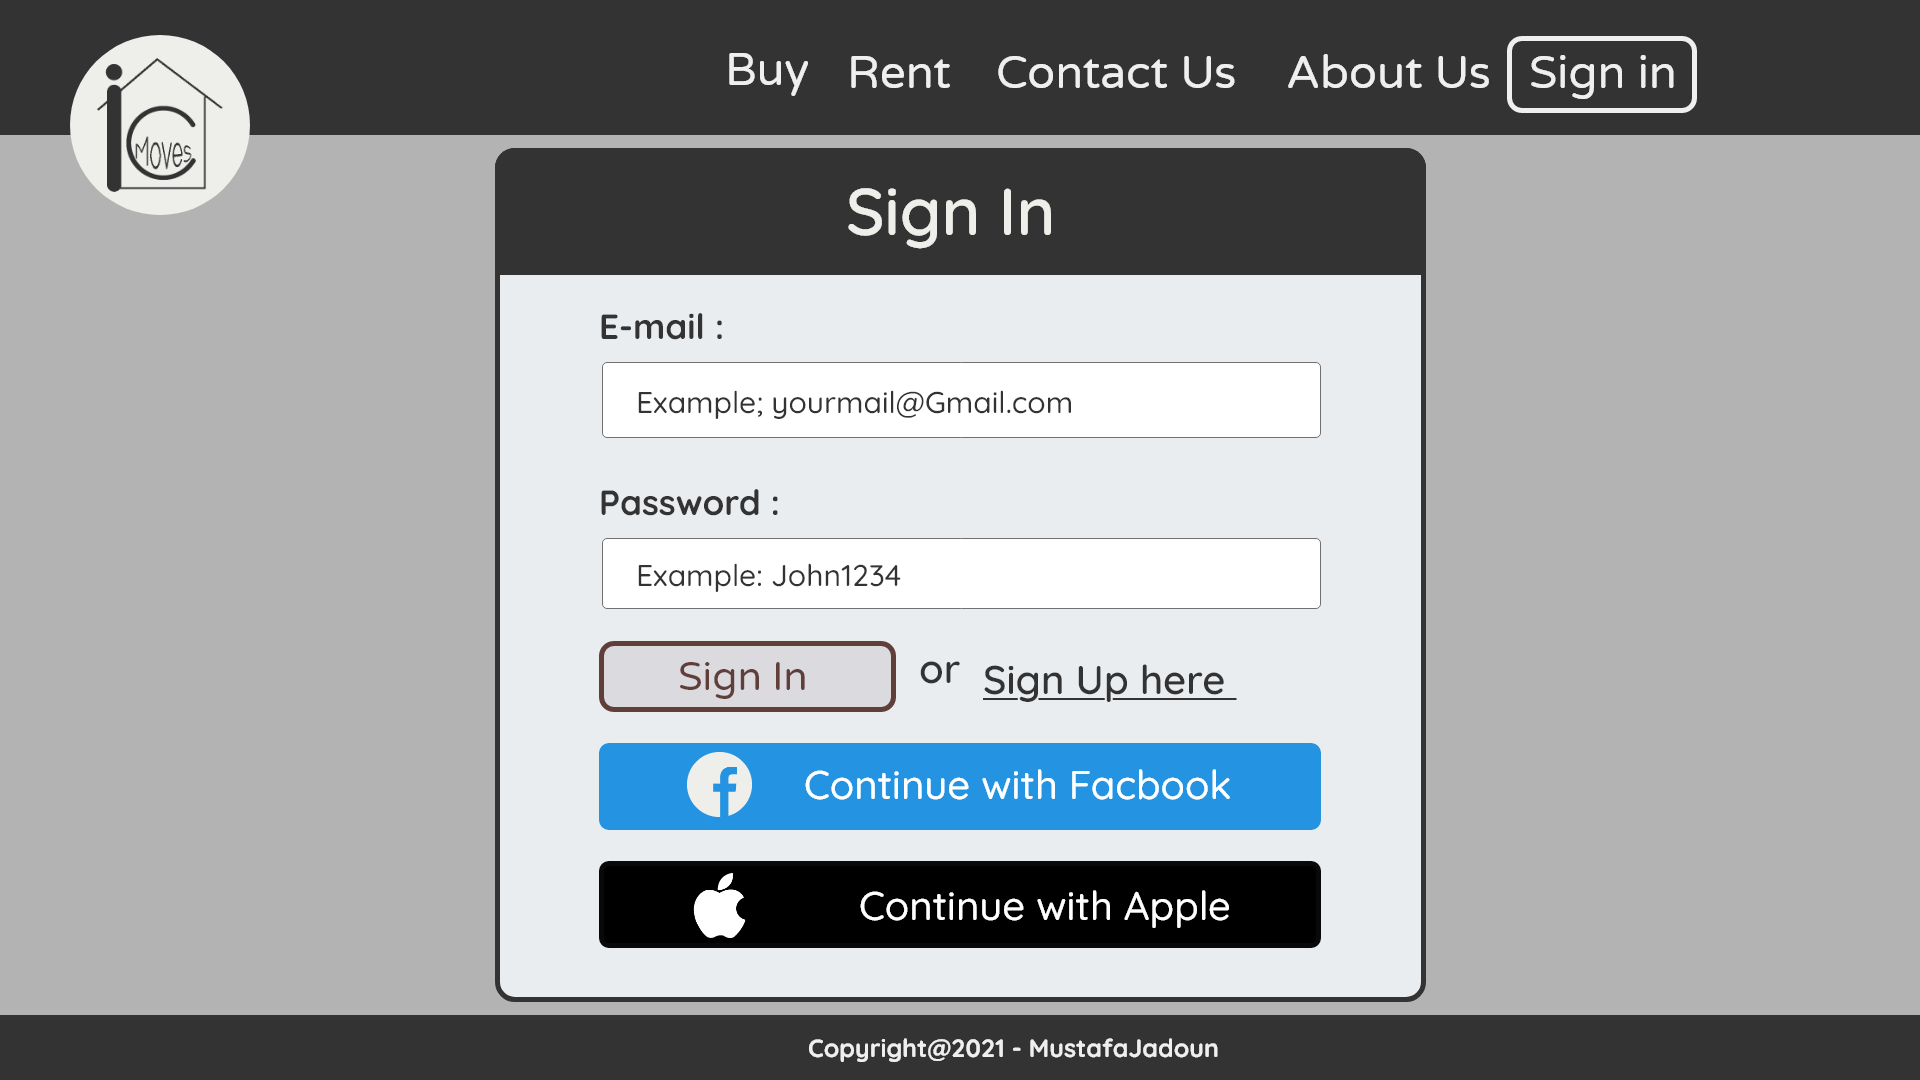 ic Moves
Buy Rent Contact Us About Us Sign in
Sign In
E-mail :
Example; yourmail@Gmail.com
Password :
Example: John1234
Sign In or Sign Up here
Continue with Facbook
Continue with Apple
Copyright@2021 - MustafaJadoun